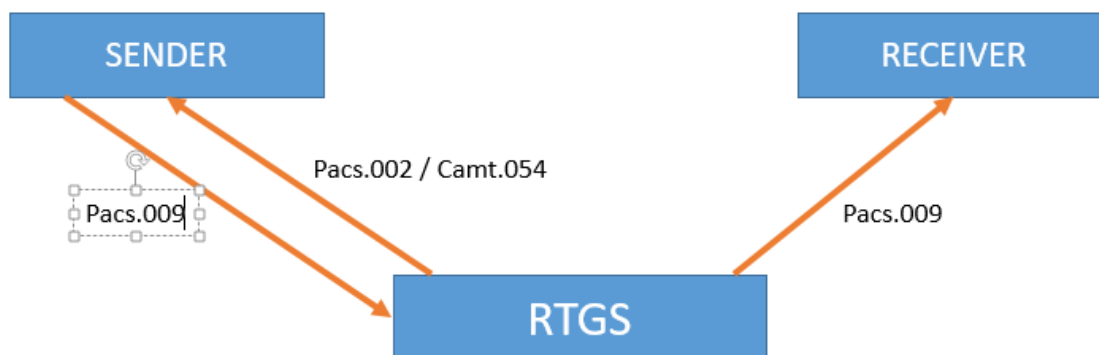 SENDER
RECEIVER
Pacs.002 / Camt.054
Pacs.009
Pacs.009
RTGS